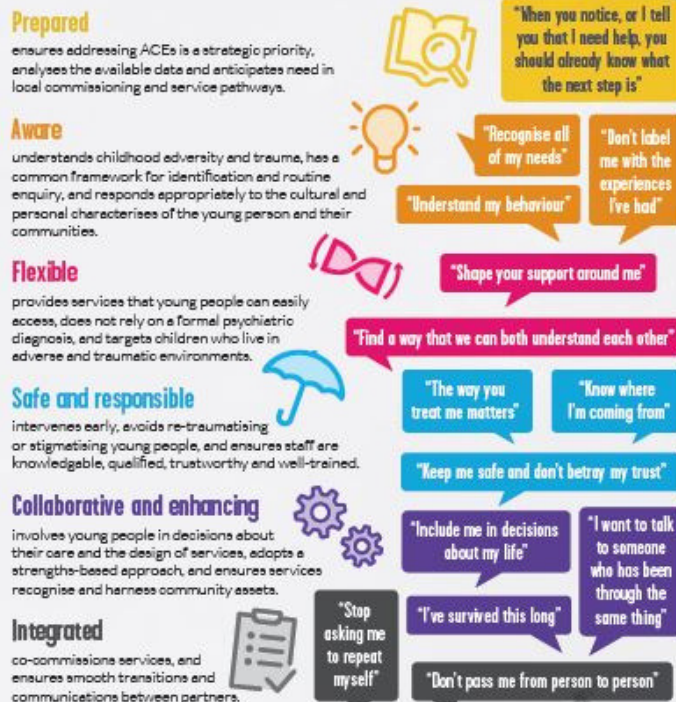 Prepared
ensures addressing ACEs is a strategic priority,
analyses the available data and anticipates need in
local commissioning and service pathways.
"When you notice, or I tell
you that I need help, you
should already know what
the next step is"
Aware
understands childhood adversity and trauma, has a
common framework for identification and routine
enquiry, and responds appropriately to the cultural and
personal characterises of the young person and their
communities.
"Recognise all
of my needs"
"Don't label
me with the
experiences
I've had"
"Understand my behaviour"
Flexible
provides services that young people can easily
access, does not rely on a formal psychiatric
diagnosis, and targets children who live in
adverse and traumatic environments.
"Shape your support around me"
"Find a way that we can both understand each other"
Safe and responsible
intervenes early, avoids re-traumatising
or stigmatising young people, and ensures staff are
knowledgable, qualified, trustworthy and well-trained.
"The way you
treat me matters"
"Know where
I'm coming from"
"Keep me safe and don't betray my trust"
Collaborative and enhancing
involves young people in decisions about
their care and the design of services, adopts a
strengths-based approach, and ensures services
recognise and harness community assets.
"Include me in decisions
about my life"
"I want to talk
to someone
who has been
through the
same thing"
"I've survived this long"
Integrated
co-commissions services, and
ensures smooth transitions and
communications between partners.
"Stop
asking me
to repeat
myself"
"Don't pass me from person to person"